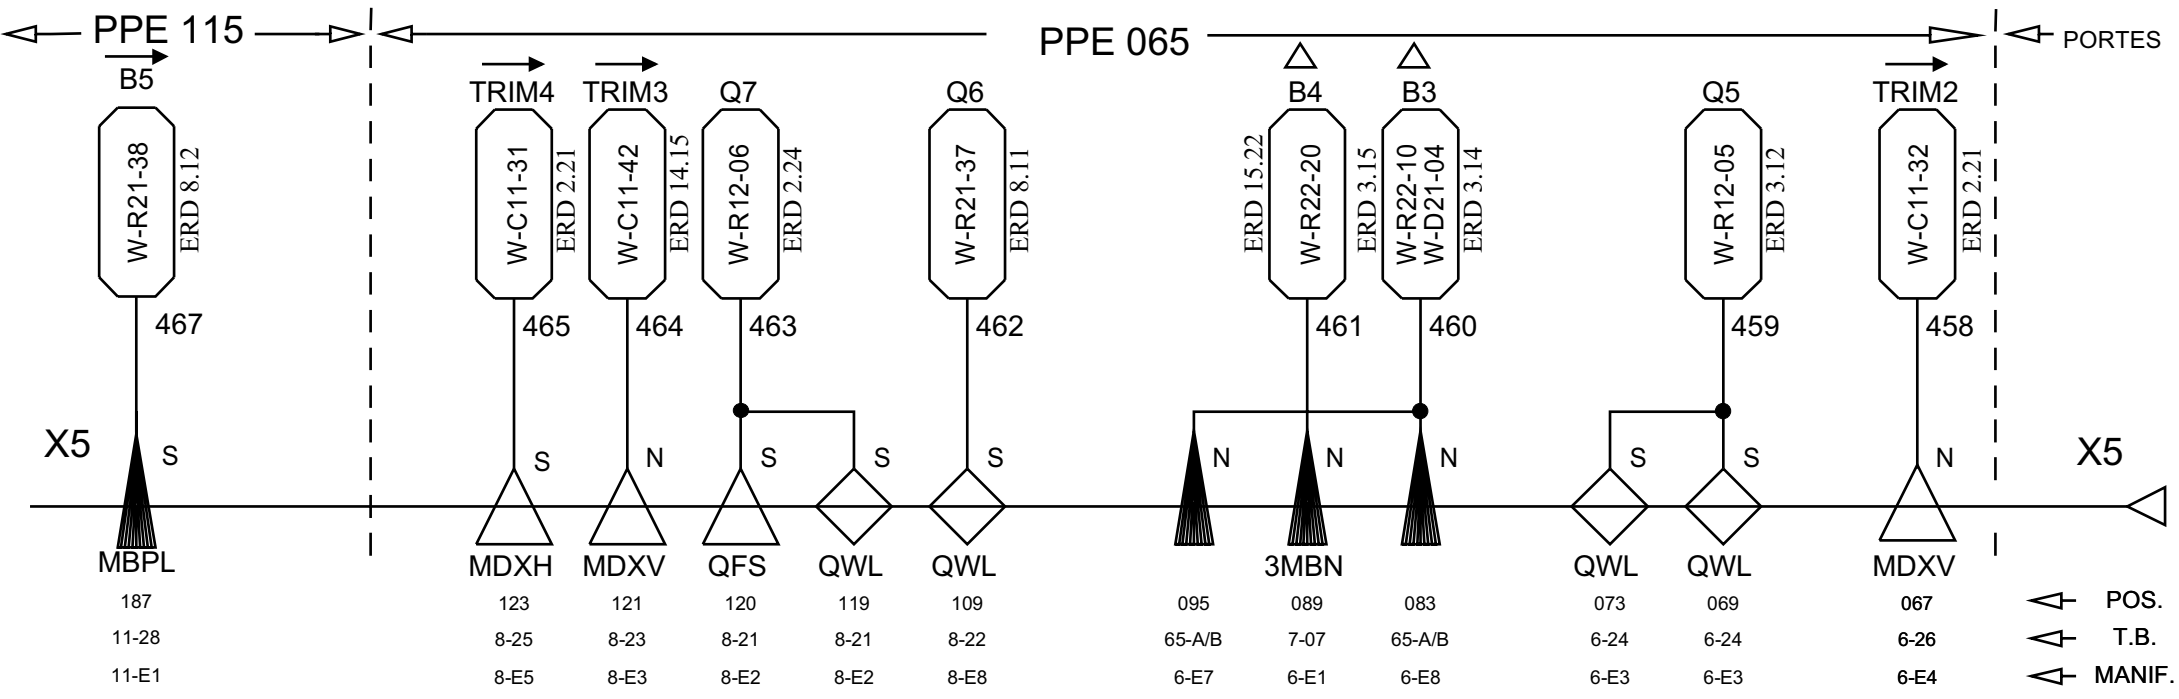 PPE 115
PPE 065
PORTES
B5
TRIM4
TRIM3
Q7
Q6
B4
B3
Q5
TRIM2
W-R21-38
ERD 8.12
W-C11-31
ERD 2.21
W-C11-42
ERD 14.15
W-R12-06
ERD 2.24
W-R21-37
ERD 8.11
ERD 15.22
W-R22-20
ERD 3.15
W-R22-10
W-D21-04
ERD 3.14
W-R12-05
ERD 3.12
W-C11-32
ERD 2.21
467
465
464
463
462
461
460
459
458
X5 S S N S S S N N N S S N X5
MBPL MDXH MDXV QFS QWL QWL 3MBN QWL QWL MDXV
187 123 121 120 119 109 095 089 083 073 069 067 POS.
11-28 8-25 8-23 8-21 8-21 8-22 65-A/B 7-07 65-A/B 6-24 6-24 6-26 T.B.
11-E1 8-E5 8-E3 8-E2 8-E2 8-E8 6-E7 6-E1 6-E8 6-E3 6-E3 6-E4 MANIF.